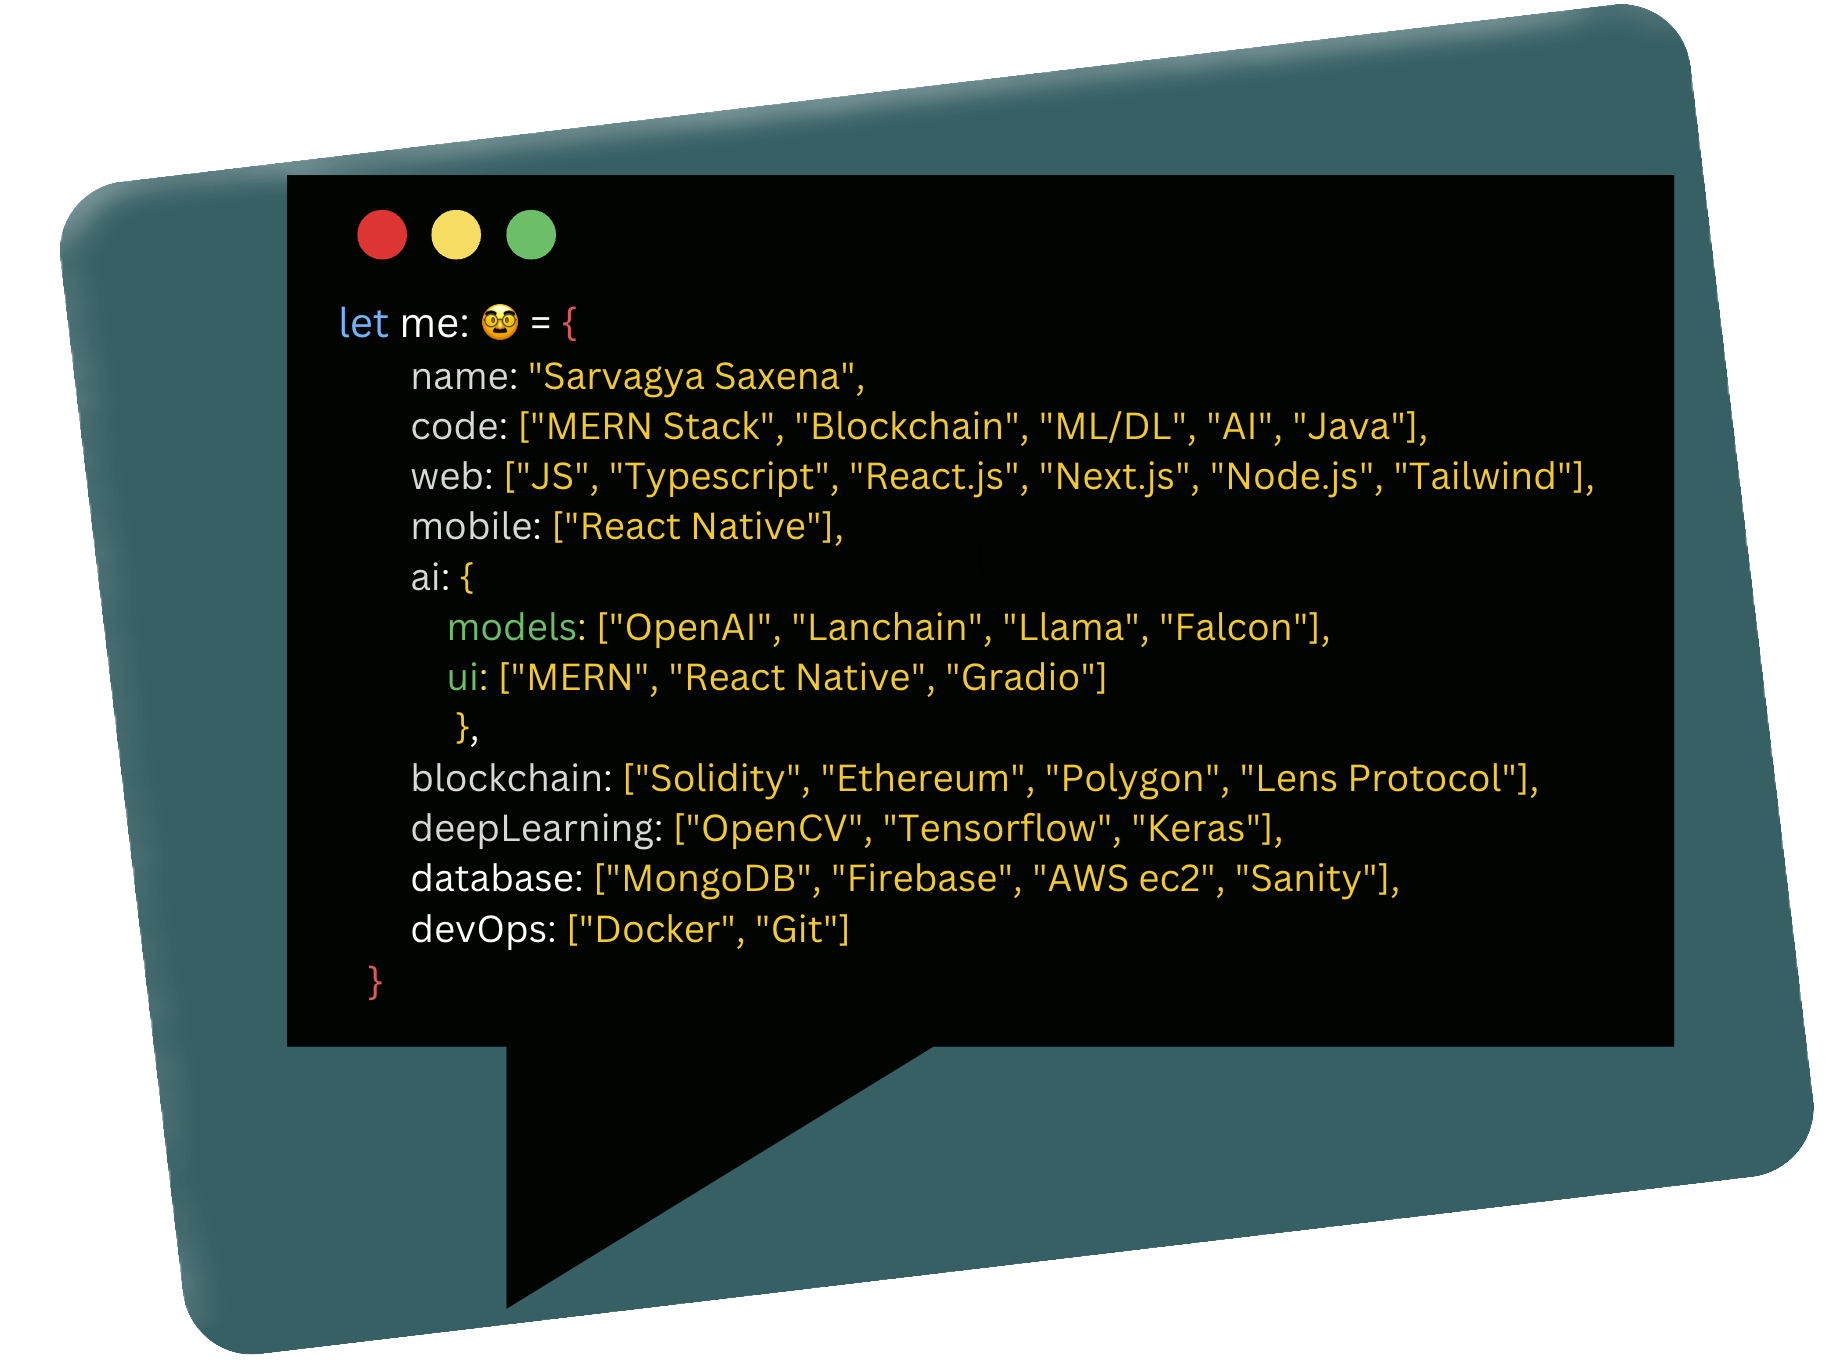 let me: 🥸 = {
name: "Sarvagya Saxena",
code: ["MERN Stack", "Blockchain", "ML/DL", "AI", "Java"],
web: ["JS", "Typescript", "React.js", "Next.js", "Node.js", "Tailwind"],
mobile: ["React Native"],
ai: {
models: ["OpenAI", "Lanchain", "Llama", "Falcon"],
ui: ["MERN", "React Native", "Gradio"]
},
blockchain: ["Solidity", "Ethereum", "Polygon", "Lens Protocol"],
deepLearning: ["OpenCV", "Tensorflow", "Keras"],
database: ["MongoDB", "Firebase", "AWS ec2", "Sanity"],
devOps: ["Docker", "Git"]
}